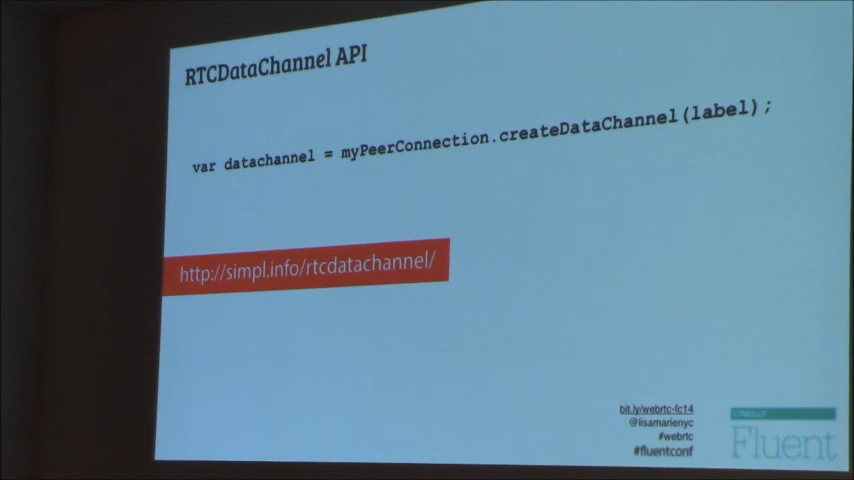 RTCDataChannel API
var datachannel = myPeerConnection.createDataChannel(label);
http://simpl.info/rtcdatachannel/
bit.ly/webrtc-fc14
@lisamarienyc
#webrtc
#fluentconf
O'REILLY
Fluent